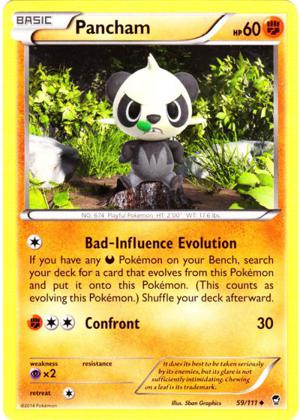 BASIC
Pancham HP60
NO. 674 Playful Pokémon HT: 2'00" WT: 17.6 lbs.
Bad-Influence Evolution
If you have any Pokémon on your Bench, search
your deck for a card that evolves from this Pokémon
and put it onto this Pokémon. (This counts as
evolving this Pokémon.) Shuffle your deck afterward.
Confront 30
weakness resistance
×2
retreat
It does its best to be taken seriously
by its enemies, but its glare is not
sufficiently intimidating. Chewing
on a leaf is its trademark.
Illus. 5ban Graphics
©2014 Pokémon
59/111